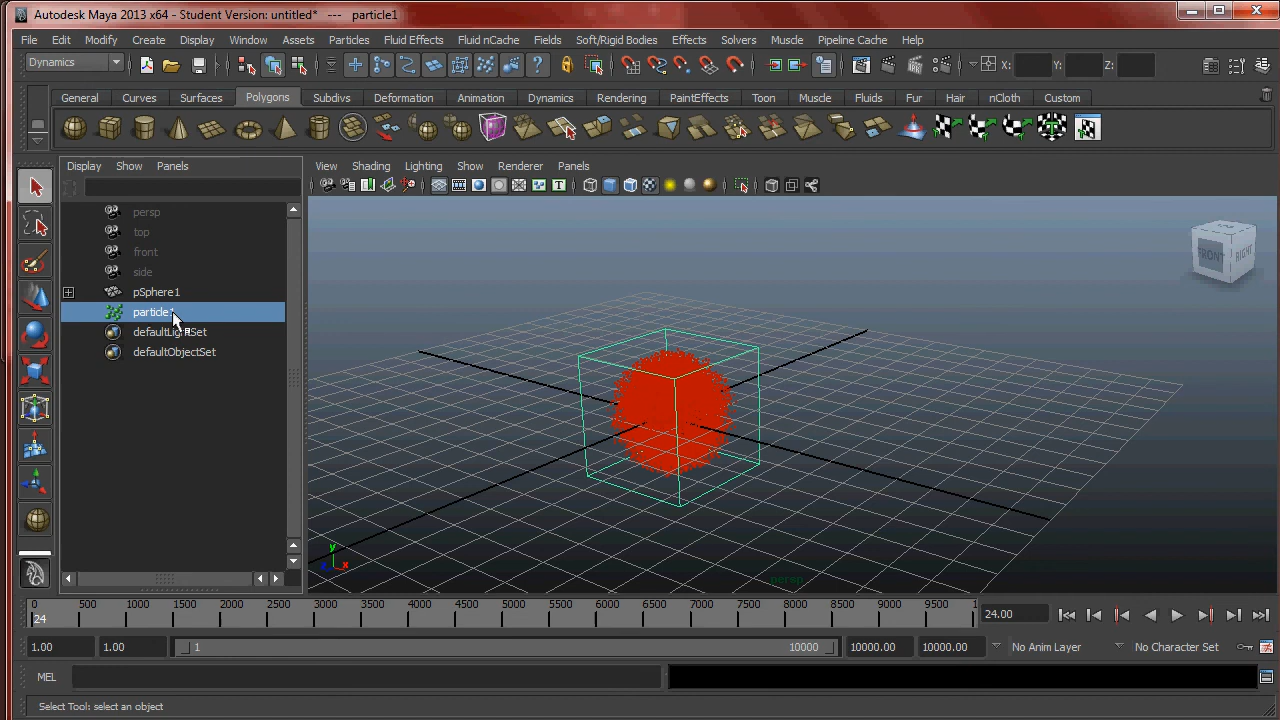 Autodesk Maya 2013 x64 - Student Version: untitled* --- particle1
File Edit Modify Create Display Window Assets Particles Fluid Effects Fluid nCache Fields Soft/Rigid Bodies Effects Solvers Muscle Pipeline Cache Help
Dynamics X: Y: Z:
General Curves Surfaces Polygons Subdivs Deformation Animation Dynamics Rendering PaintEffects Toon Muscle Fluids Fur Hair nCloth Custom
Display Show Panels
View Shading Lighting Show Renderer Panels
persp
top
front
side
pSphere1
defaultObjectSet
FRONT RIGHT
y
x
persp
0 500 1000 1500 2000 2500 3000 3500 4000 4500 5000 5500 6000 6500 7000 7500 8000 8500 9000 9500 1
24 24.00
1.00 1.00 1 10000 10000.00 10000.00 No Anim Layer No Character Set
MEL
Select Tool: select an object